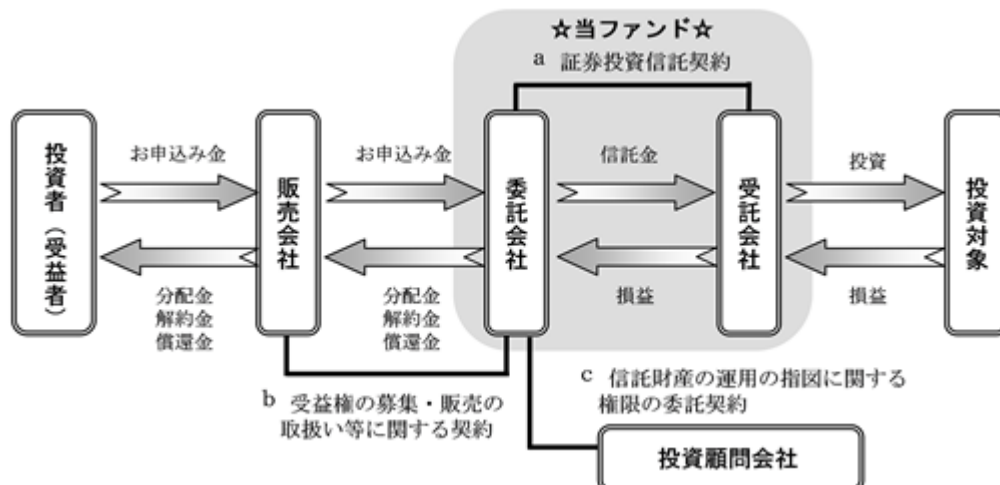 ☆当ファンド☆
a 証券投資信託契約
投資者（受益者）
お申込み金
分配金
解約金
償還金
販売会社
お申込み金
分配金
解約金
償還金
委託会社
信託金
損益
受託会社
投資
損益
投資対象
b 受益権の募集・販売の
取扱い等に関する契約
c 信託財産の運用の指図に関する
権限の委託契約
投資顧問会社